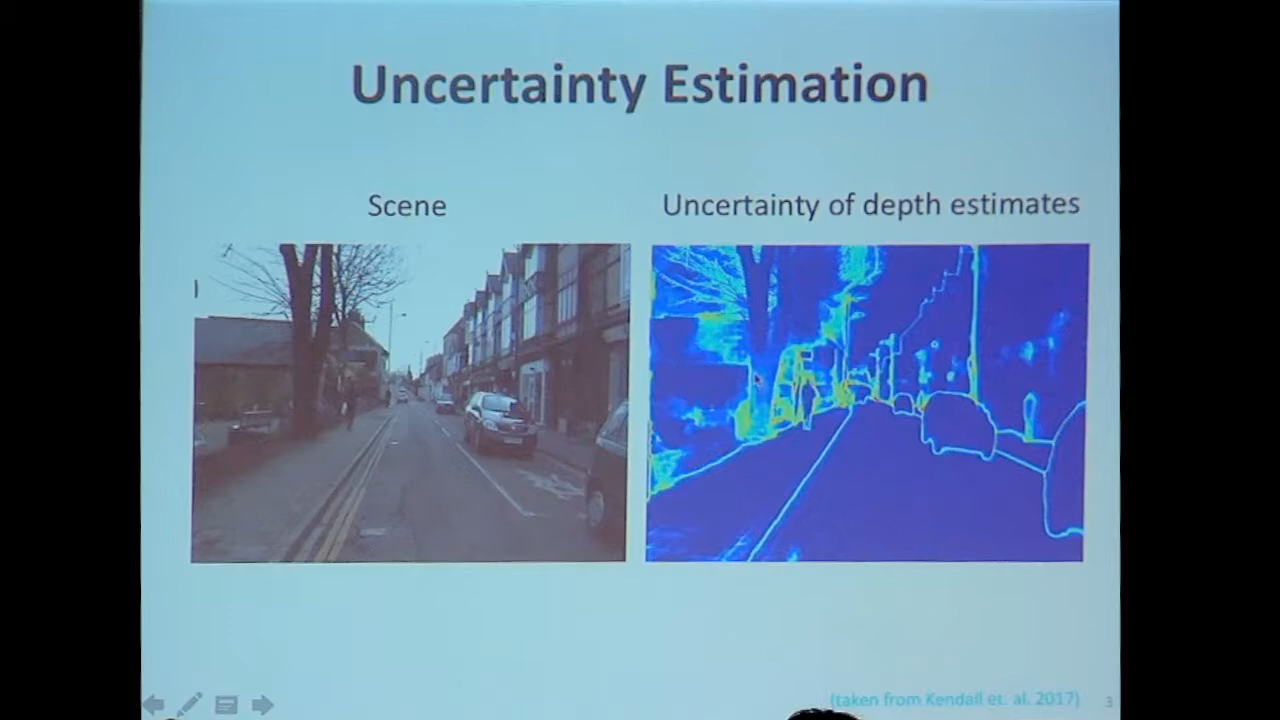 Uncertainty Estimation
Scene
Uncertainty of depth estimates
(taken from Kendall et. al. 2017)
3